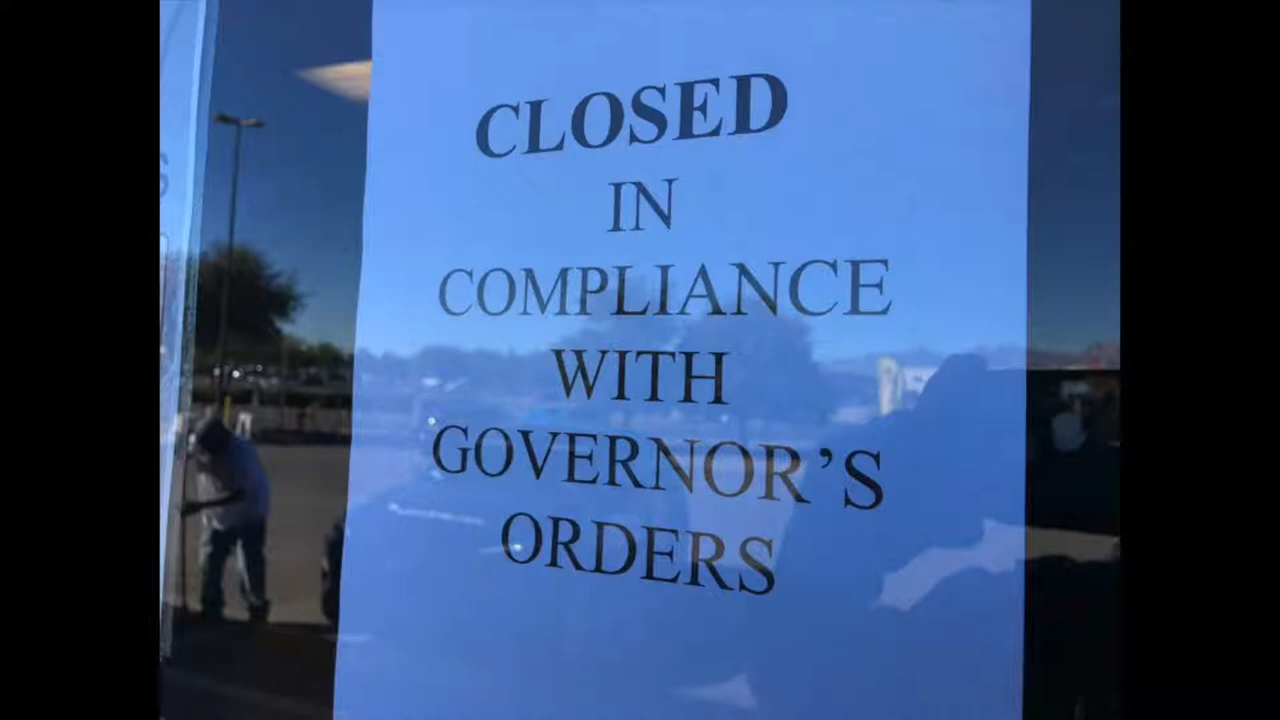 CLOSED
IN
COMPLIANCE
WITH
GOVERNOR’S
ORDERS